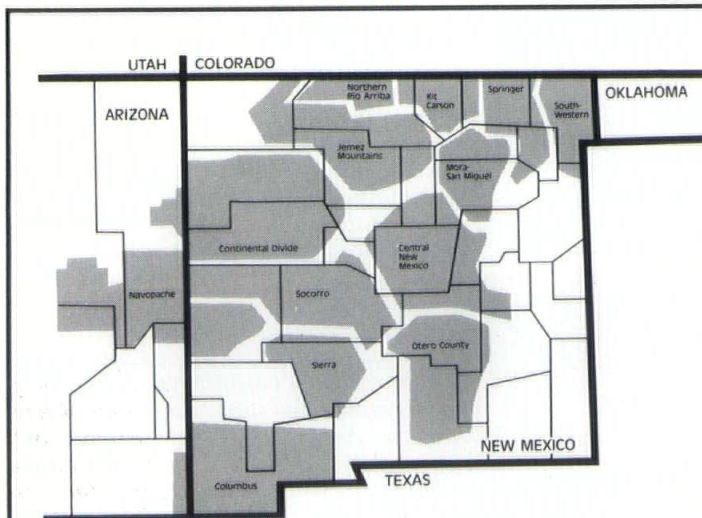 UTAH
COLORADO
ARIZONA
OKLAHOMA
Northern
Rio Arriba
Kit
Carson
Springer
South-
Western
Jemez
Mountains
Mora-
San Miguel
Continental Divide
Central
New
Mexico
Navopache
Socorro
Otero County
Sierra
NEW MEXICO
Columbus
TEXAS